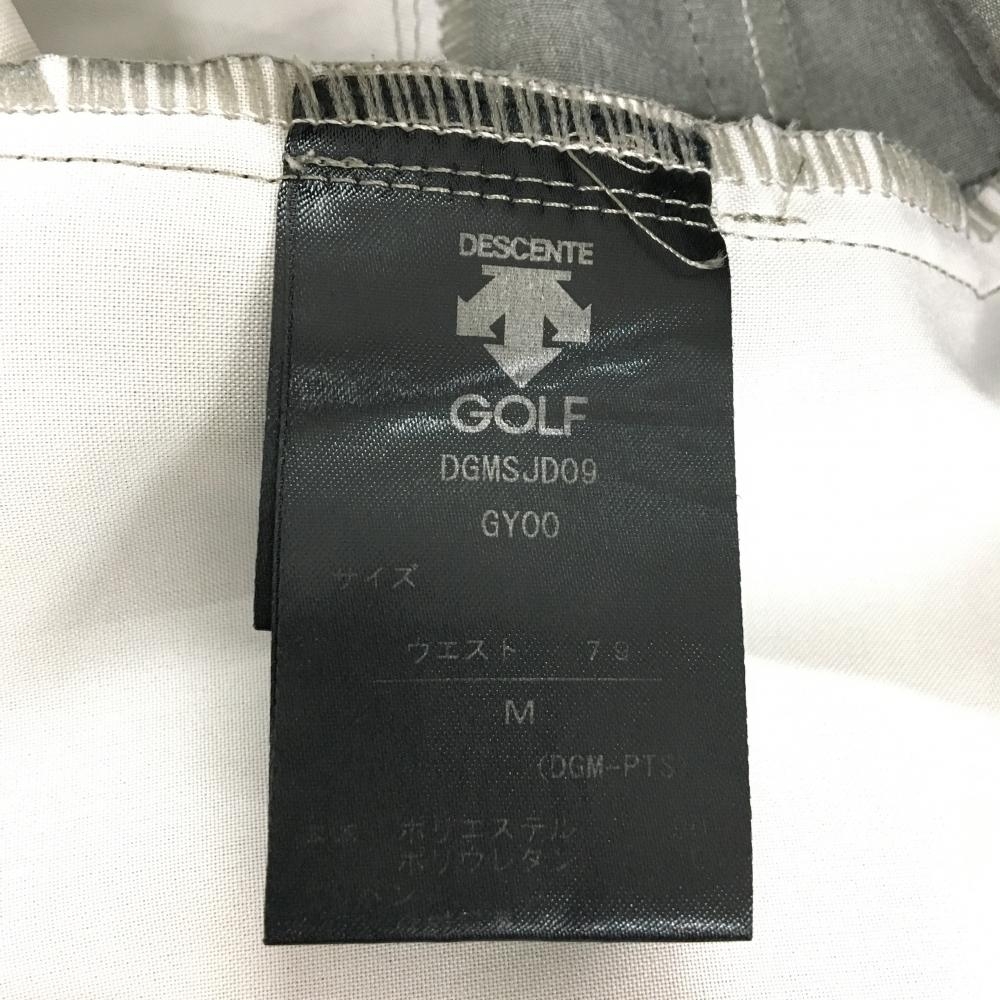 DESCENTE
GOLF
DGMSJD09
GY00
サイズ
ウエスト 79
M
(DGM-PTS
ポリエステル
ポリウレタン